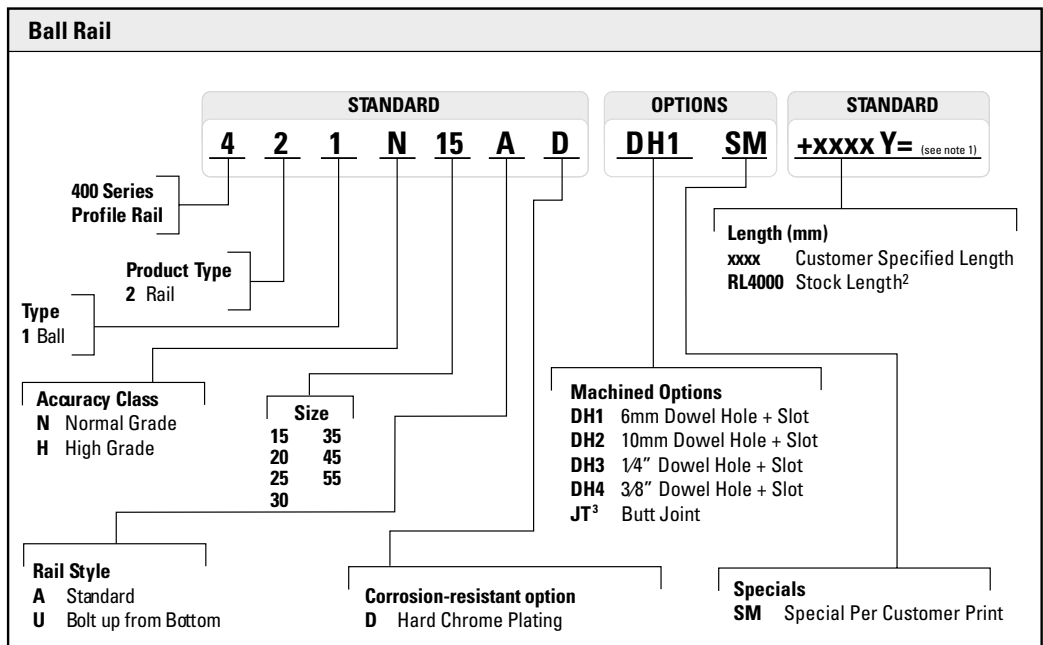 Ball Rail
STANDARD
OPTIONS
STANDARD
4 2 1 N 15 A D
DH1 SM
+xxxx Y= (see note 1)
400 Series
Profile Rail
Product Type
2 Rail
Type
1 Ball
Accuracy Class
N Normal Grade
H High Grade
Size
15 35
20 45
25 55
30
Rail Style
A Standard
U Bolt up from Bottom
Corrosion-resistant option
D Hard Chrome Plating
Machined Options
DH1 6mm Dowel Hole + Slot
DH2 10mm Dowel Hole + Slot
DH3 1⁄4” Dowel Hole + Slot
DH4 3⁄8” Dowel Hole + Slot
JT³ Butt Joint
Length (mm)
xxxx Customer Specified Length
RL4000 Stock Length²
Specials
SM Special Per Customer Print